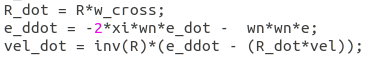 R_dot = R*w_cross;
e_ddot = -2*xi*wn*e_dot -  wn*wn*e;
vel_dot = inv(R)*(e_ddot - (R_dot*vel));